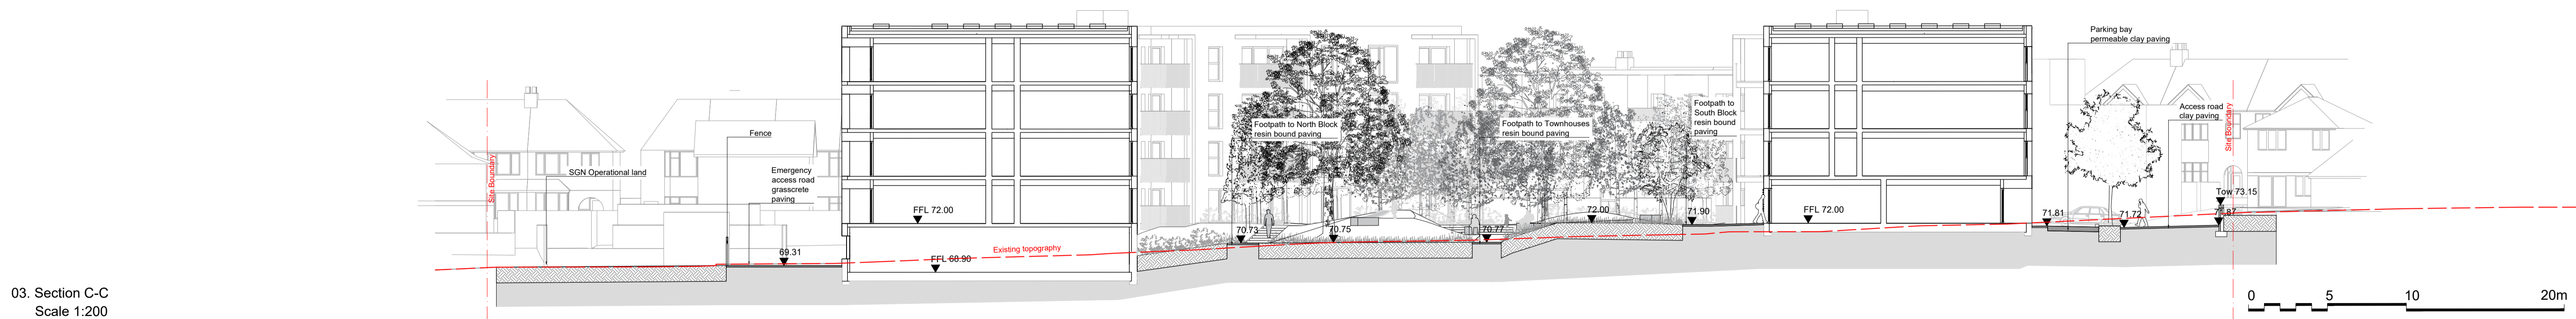 Site Boundary
SGN Operational land
Fence
Emergency
access road
grasscrete
paving
69.31
FFL 72.00
FFL 68.90
Existing topography
Footpath to North Block
resin bound paving
70.73
70.75
Footpath to Townhouses
resin bound paving
70.77
72.00
Footpath to
South Block
resin bound
paving
71.90
FFL 72.00
Parking bay
permeable clay paving
71.81
71.72
Access road
clay paving
Site Boundary
Tow 73.15
03. Section C-C
Scale 1:200
0 5 10 20m